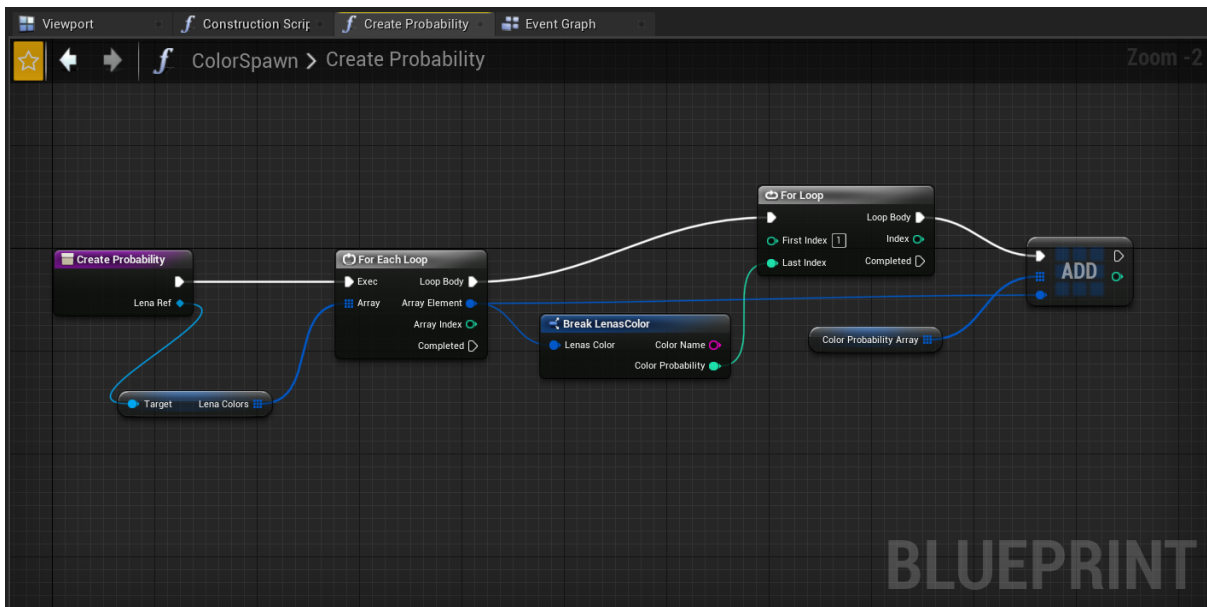 Viewport
Construction Scrip
Create Probability
Event Graph
ColorSpawn > Create Probability
Zoom -2
Create Probability
Lena Ref
Target Lena Colors
For Each Loop
Exec Loop Body
Array Array Element
Array Index
Completed
Break LenasColor
Lenas Color Color Name
Color Probability
For Loop
Loop Body
First Index 1 Index
Last Index Completed
Color Probability Array
ADD
BLUEPRINT